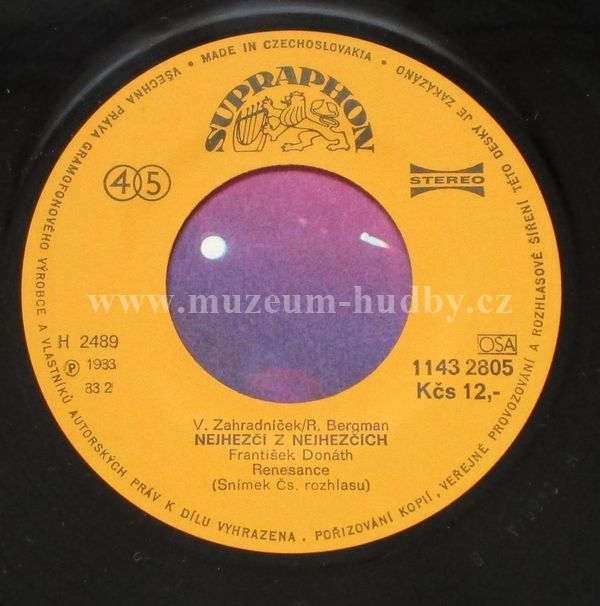 VŠECHNA PRÁVA GRAMOFONOVÉHO VÝROBCE A VLASTNÍKŮ AUTORSKÝCH PRÁV K DÍLU VYHRAZENA . POŘIZOVÁNÍ KOPIÍ, VEŘEJNÉ PROVOZOVÁNÍ A ROZHLASOVÉ ŠÍŘENÍ TÉTO DESKY JE ZAKÁZÁNO
• MADE IN CZECHOSLOVAKIA •
SUPRAPHON
45
STEREO
www.muzeum-hudby.cz
H 2489
Ⓟ 1983
83 2
OSA
1143 2805
Kčs 12,-
V. Zahradníček/R. Bergman
NEJHEZČÍ Z NEJHEZČÍCH
František Donáth
Renesance
(Snímek Čs. rozhlasu)